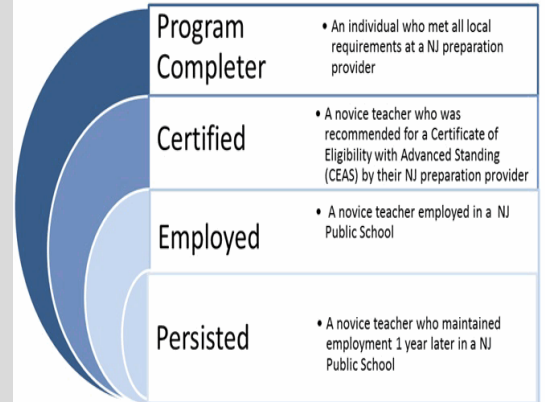 Program
Completer
• An individual who met all local
requirements at a NJ preparation
provider
Certified
• A novice teacher who was
recommended for a Certificate of
Eligibility with Advanced Standing
(CEAS) by their NJ preparation provider
Employed
• A novice teacher employed in a NJ
Public School
Persisted
• A novice teacher who maintained
employment 1 year later in a NJ
Public School